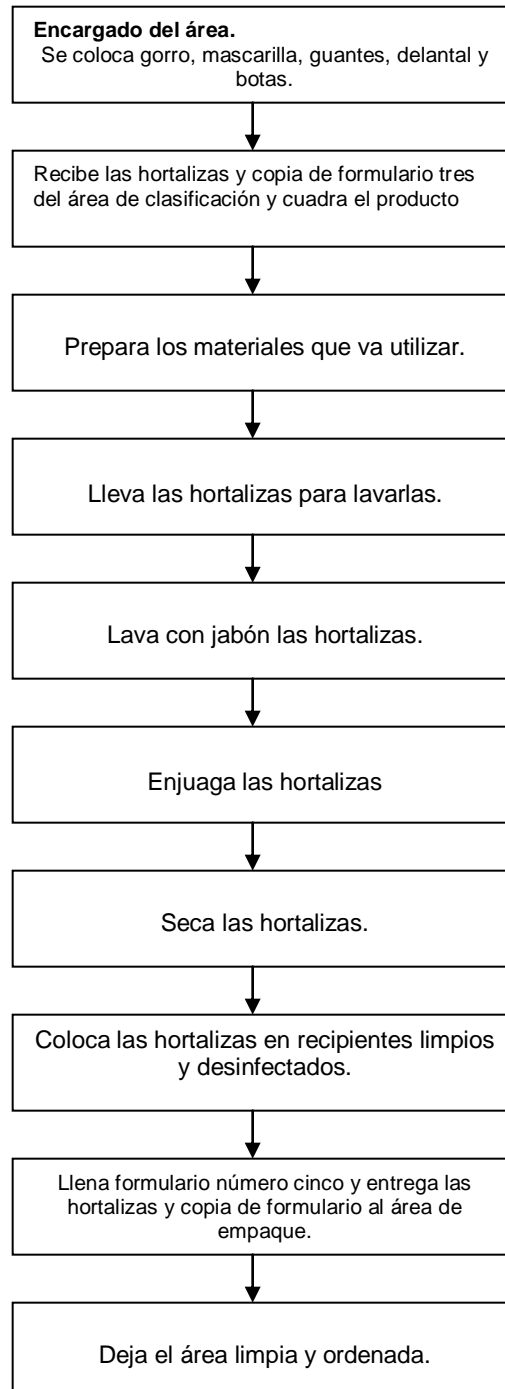 Encargado del área.
Se coloca gorro, mascarilla, guantes, delantal y
botas.
Recibe las hortalizas y copia de formulario tres
del área de clasificación y cuadra el producto
Prepara los materiales que va utilizar.
Lleva las hortalizas para lavarlas.
Lava con jabón las hortalizas.
Enjuaga las hortalizas
Seca las hortalizas.
Coloca las hortalizas en recipientes limpios
y desinfectados.
Llena formulario número cinco y entrega las
hortalizas y copia de formulario al área de
empaque.
Deja el área limpia y ordenada.